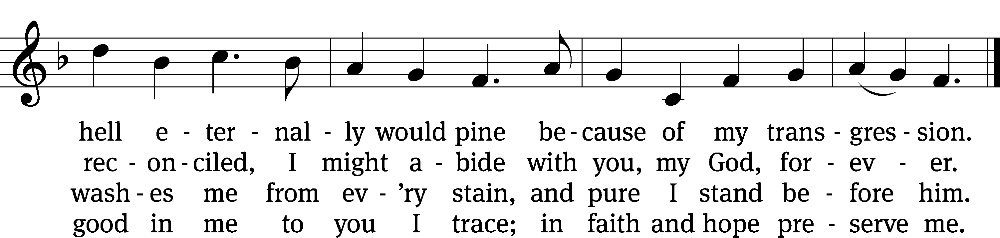 hell e - ter - nal - ly would pine be - cause of my trans - gres - sion.
rec - on - ciled, I might a - bide with you, my God, for - ev - er.
wash - es me from ev - ’ry stain, and pure I stand be - fore him.
good in me to you I trace; in faith and hope pre - serve me.